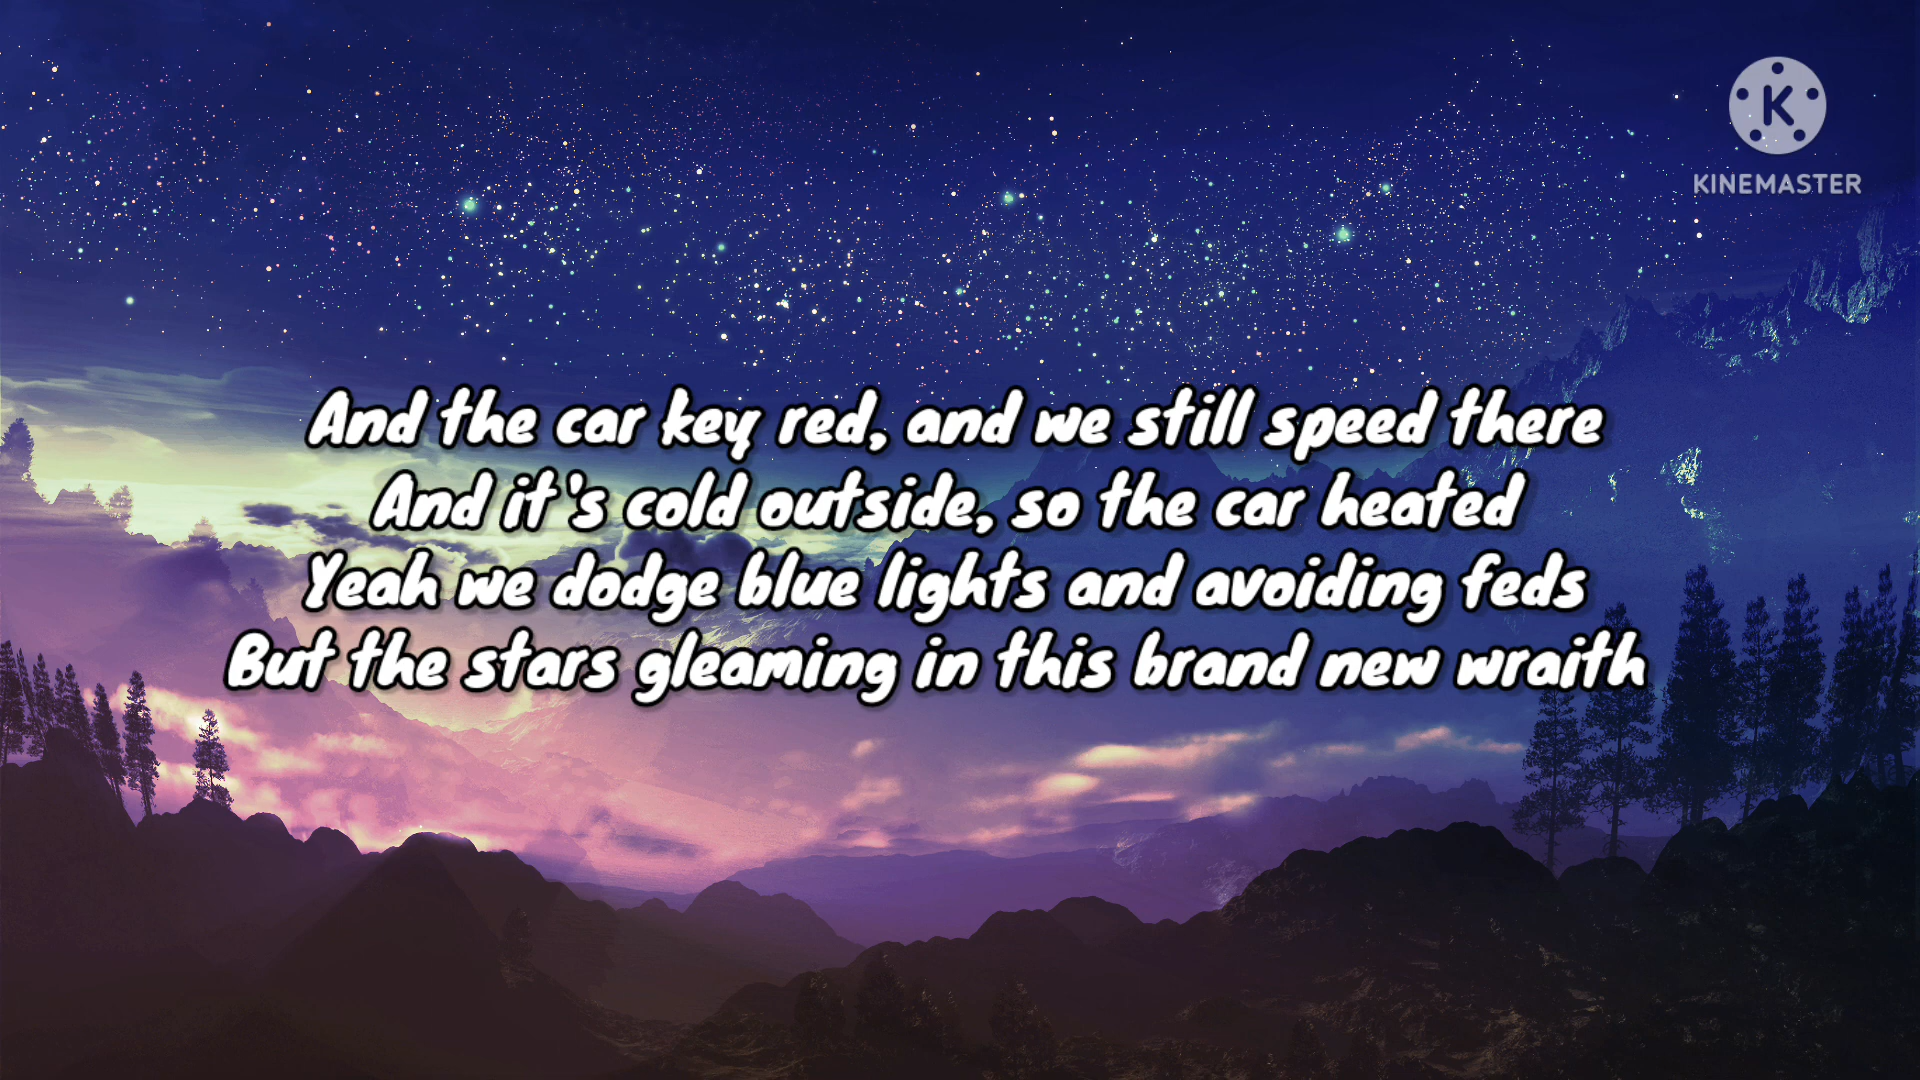 KINEMASTER
And the car key red, and we still speed there
And it's cold outside, so the car heated
Yeah we dodge blue lights and avoiding feds
But the stars gleaming in this brand new wraith